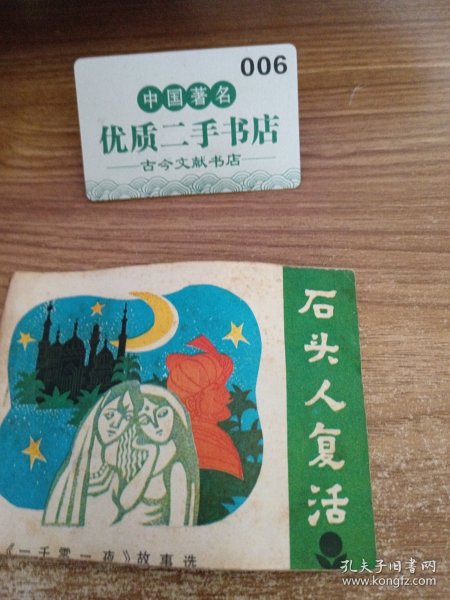 006
中国著名
优质二手书店
古今文献书店
石头人复活
《一千零一夜》故事选
孔夫子旧书网
www.kongfz.com